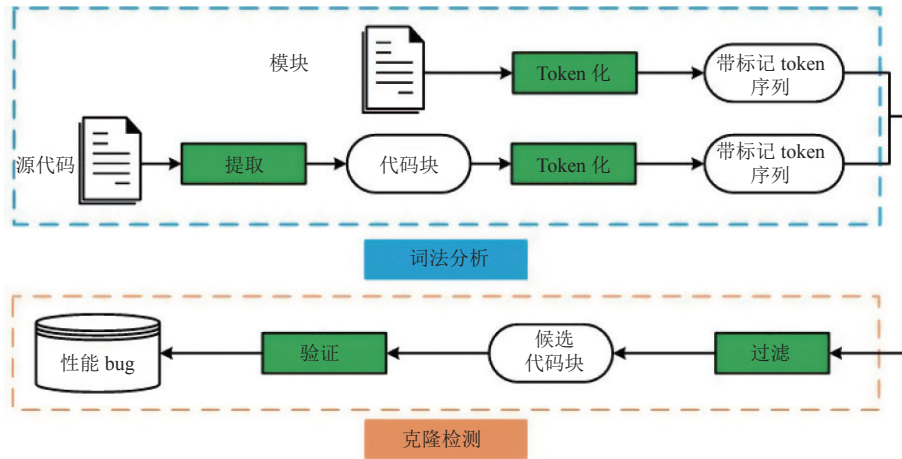 模块
Token 化
带标记 token
序列
源代码
提取
代码块
Token 化
带标记 token
序列
词法分析
性能 bug
验证
候选
代码块
过滤
克隆检测